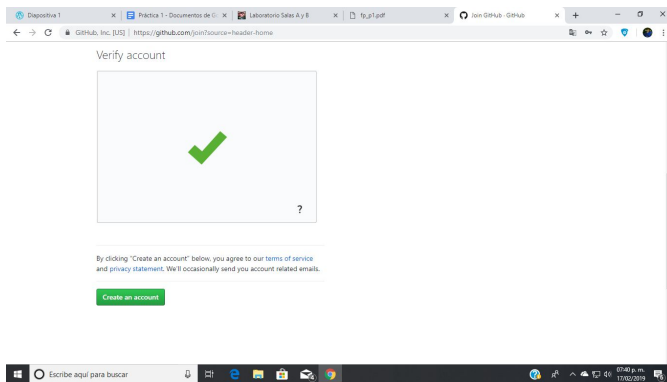 Diapositiva 1
Práctica 1 - Documentos de G
Laboratorio Salas A y B
fp_p1.pdf
Join GitHub · GitHub
GitHub, Inc. [US] | https://github.com/join?source=header-home
Verify account
?
By clicking "Create an account" below, you agree to our terms of service
and privacy statement. We'll occasionally send you account related emails.
Create an account
Escribe aquí para buscar
07:40 p. m.
17/02/2019